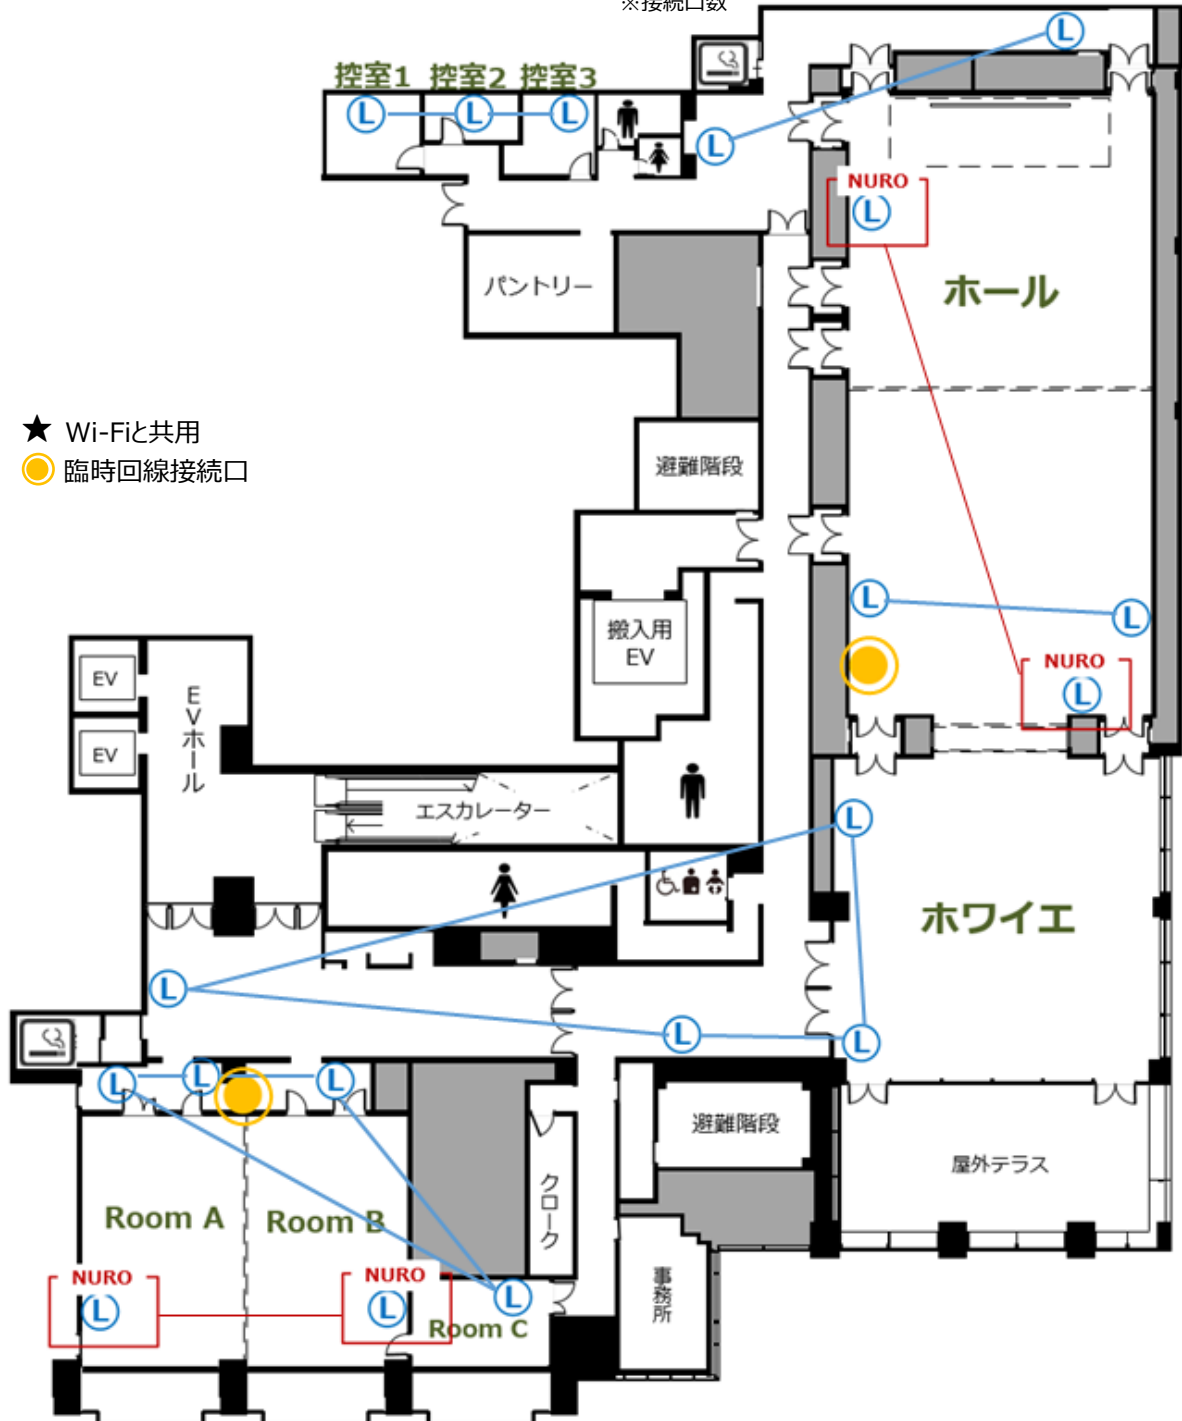 ※接続口数
控室1 控室2 控室3
L L L L L
NURO
L
ホール
パントリー
★ Wi-Fiと共用
臨時回線接続口
避難階段
搬入用
EV
L L
NURO
L
EV
EV
EVホール
エスカレーター
L
ホワイエ
L
L
L
L L L
避難階段
屋外テラス
クローク
Room A Room B
NURO
L
NURO
L
L
Room C
事務所